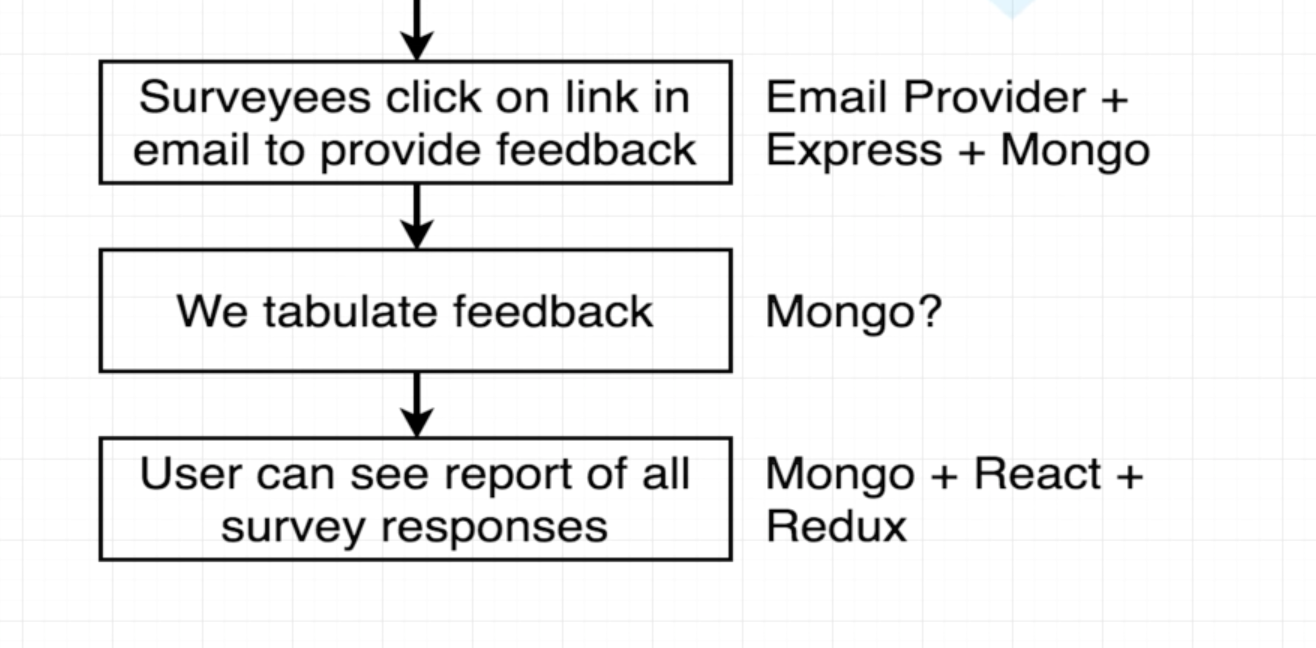 Surveyees click on link in
email to provide feedback
Email Provider +
Express + Mongo
We tabulate feedback
Mongo?
User can see report of all
survey responses
Mongo + React +
Redux